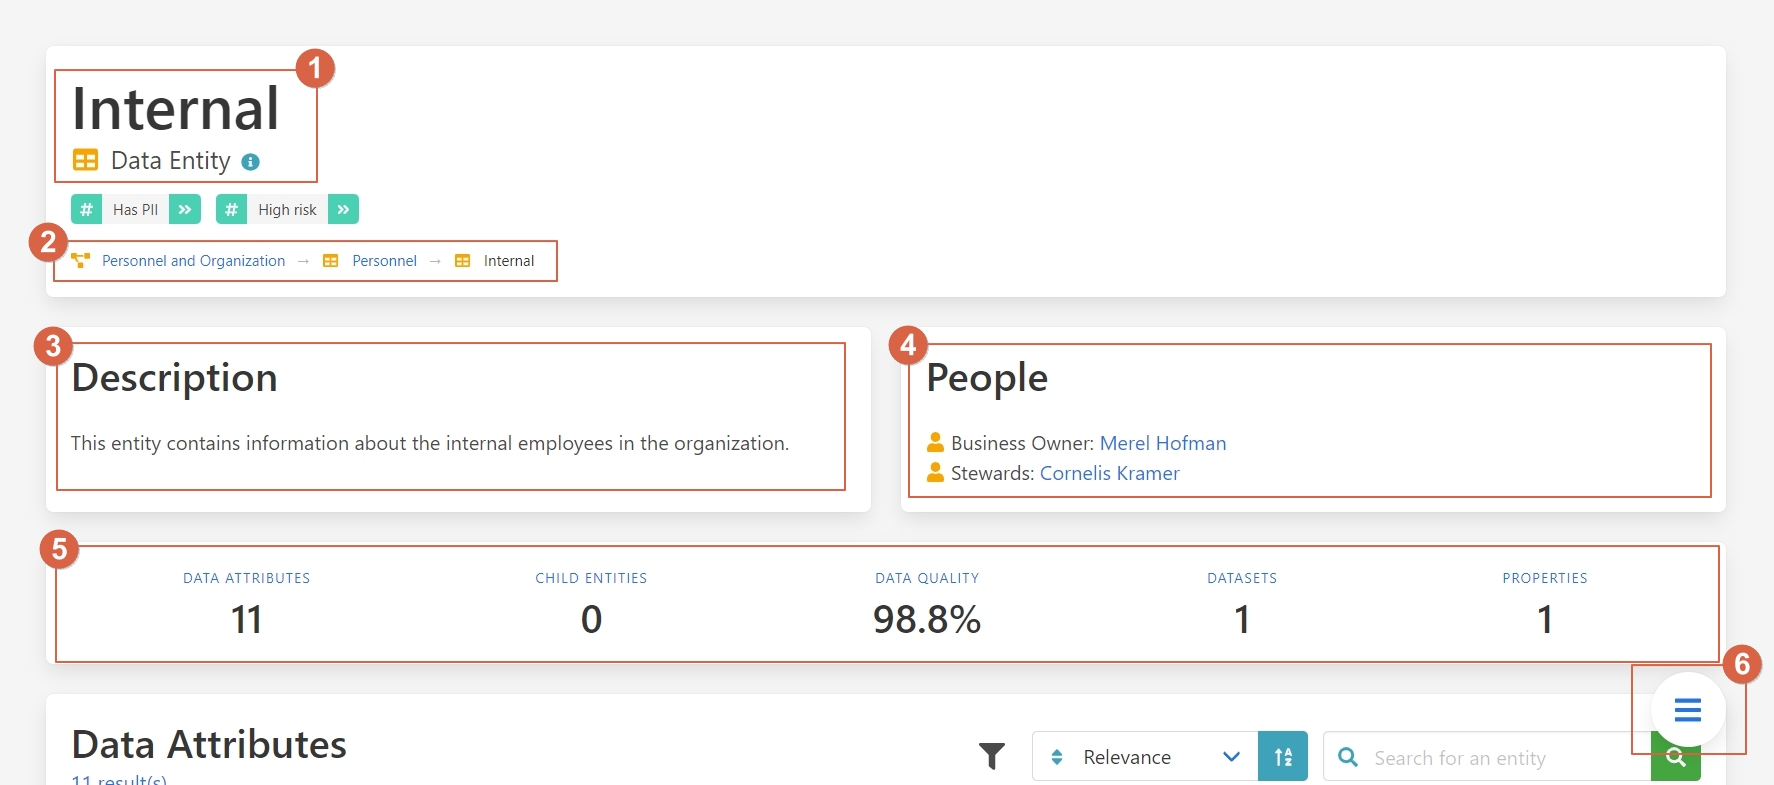 1
Internal
Data Entity
# Has PII »
# High risk »
2
Personnel and Organization → Personnel → Internal
3
Description
This entity contains information about the internal employees in the organization.
4
People
Business Owner: Merel Hofman
Stewards: Cornelis Kramer
5
DATA ATTRIBUTES
11
CHILD ENTITIES
0
DATA QUALITY
98.8%
DATASETS
1
PROPERTIES
1
6
Data Attributes
11 result(s)
Relevance
Search for an entity